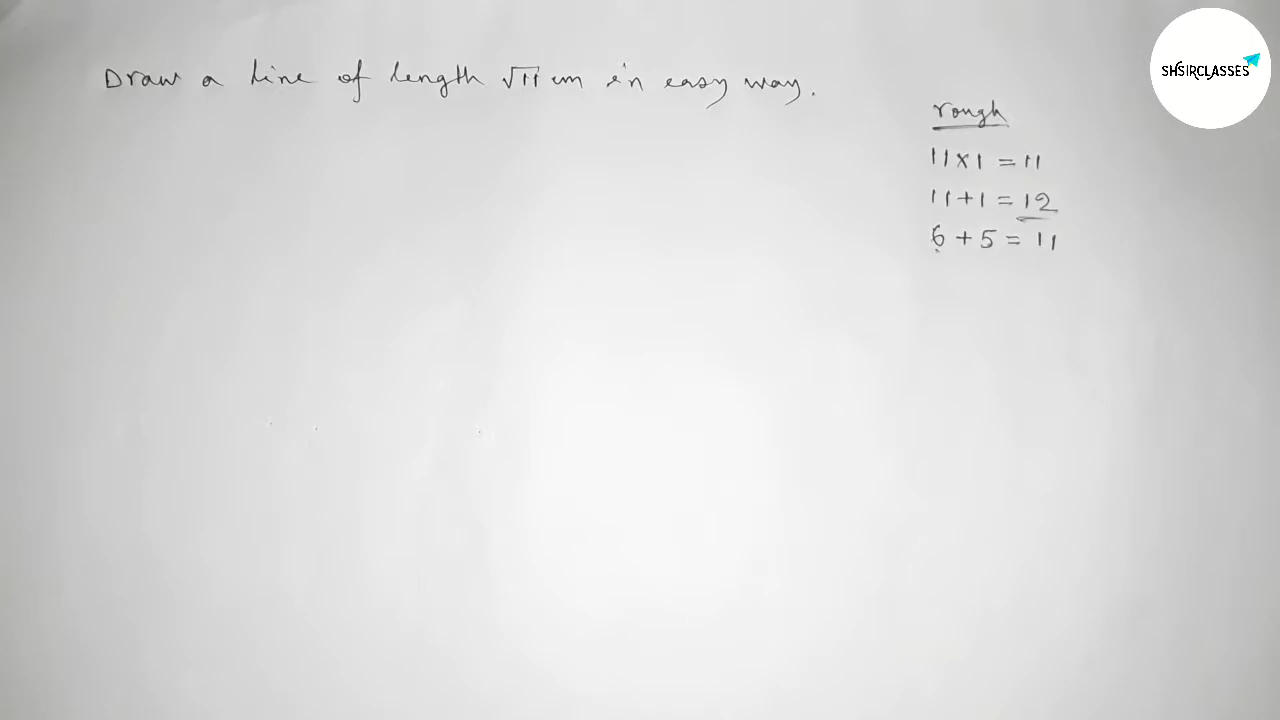 Draw a line of length √11 cm in easy way.
rough
11×1 = 11
11+1 = 12
6+5 = 11
SHSIRCLASSES